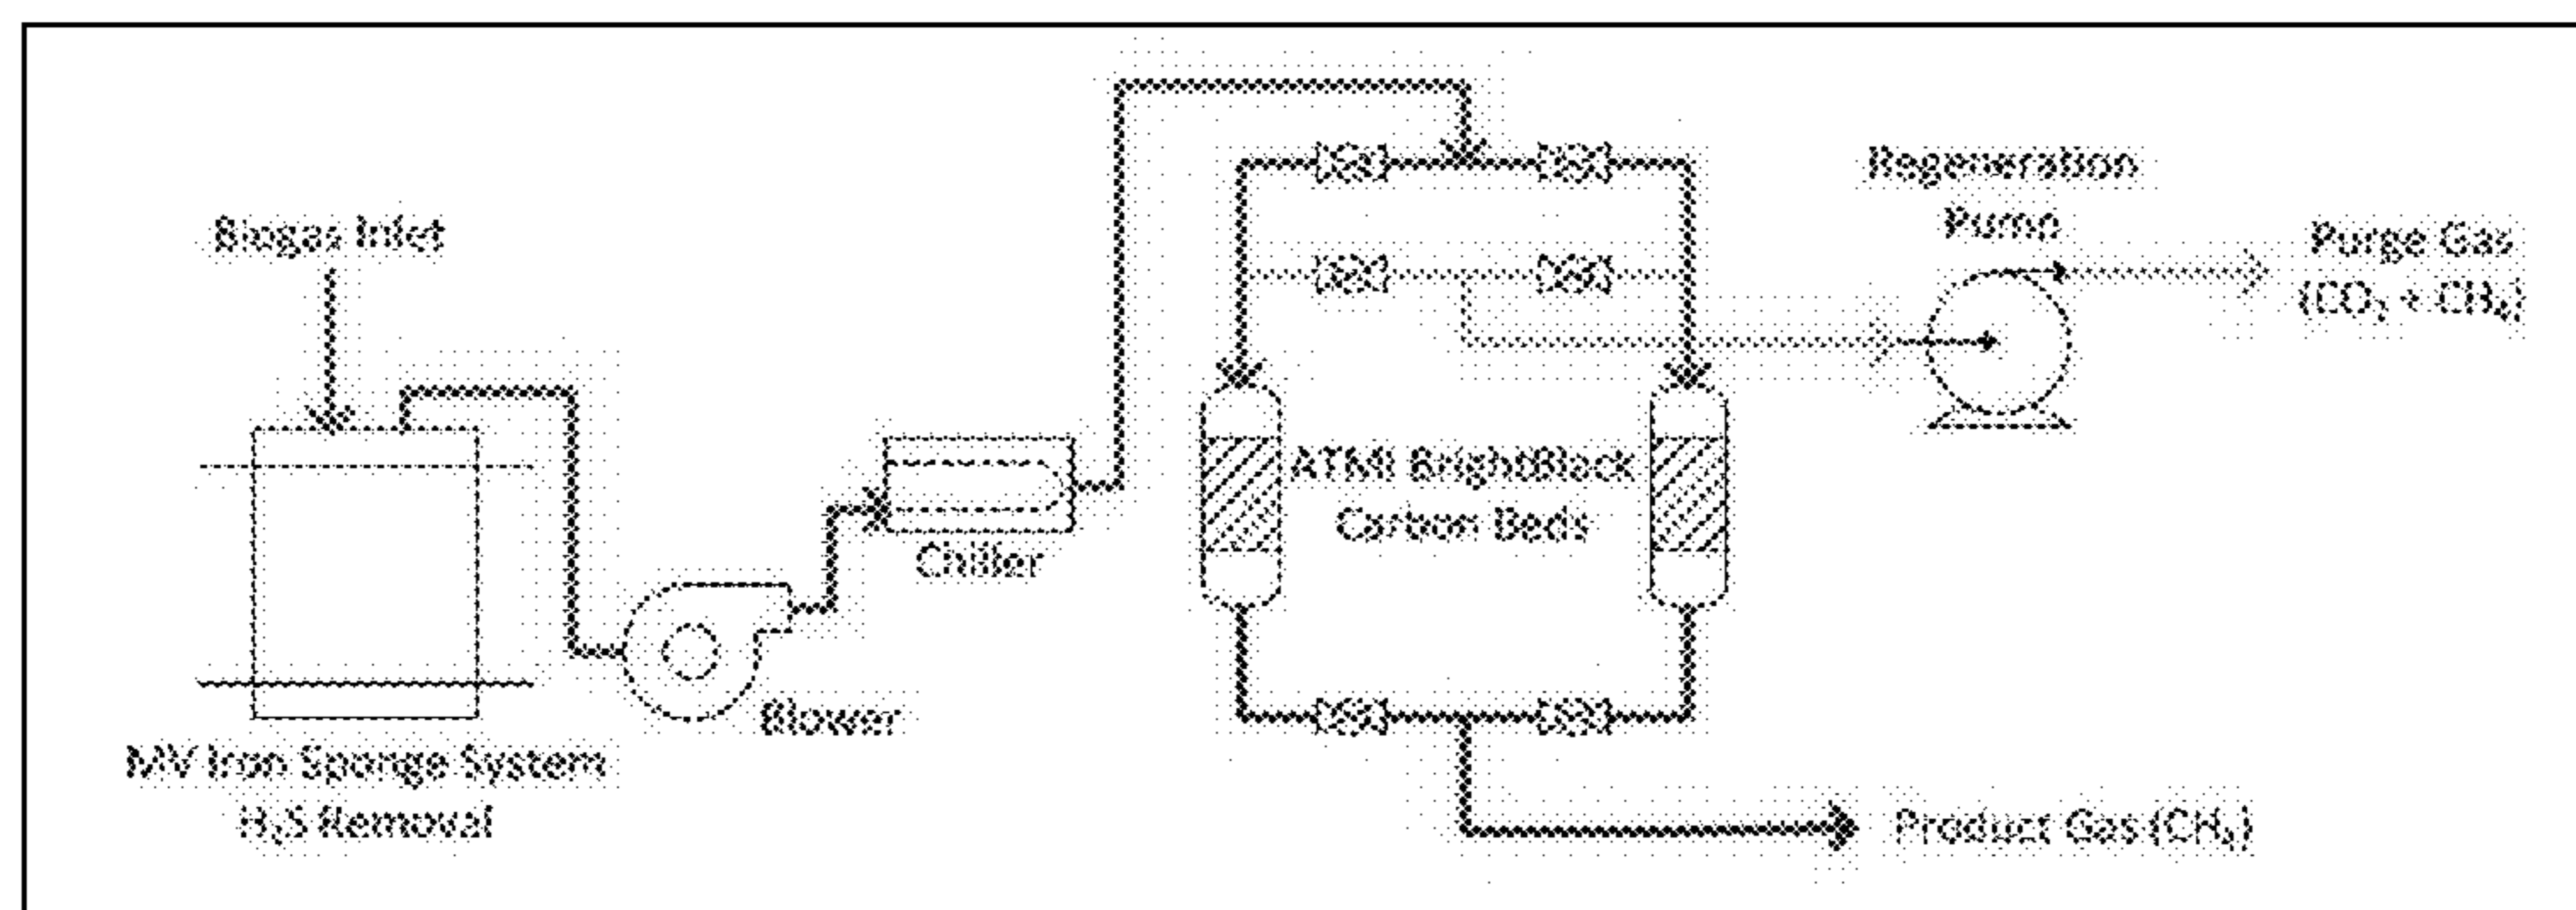 Biogas Inlet
MV Iron Sponge System
H₂S Removal
Blower
Chiller
ATMI BrightBlack
Carbon Beds
Regeneration
Pump
Purge Gas
(CO₂ + CH₄)
Product Gas (CH₄)